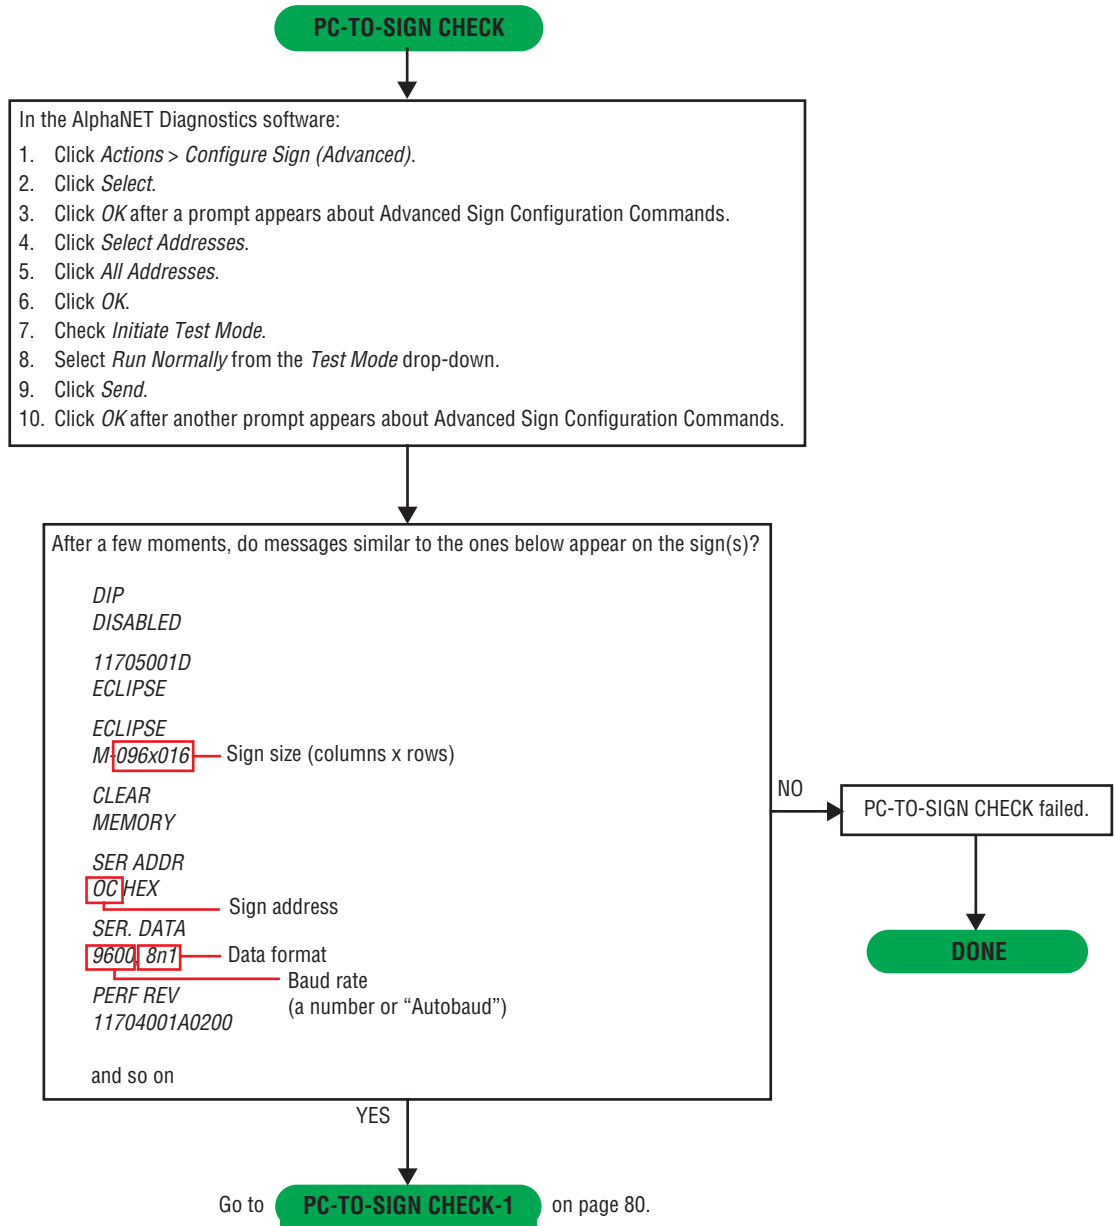 PC-TO-SIGN CHECK
In the AlphaNET Diagnostics software:
1. Click Actions > Configure Sign (Advanced).
2. Click Select.
3. Click OK after a prompt appears about Advanced Sign Configuration Commands.
4. Click Select Addresses.
5. Click All Addresses.
6. Click OK.
7. Check Initiate Test Mode.
8. Select Run Normally from the Test Mode drop-down.
9. Click Send.
10. Click OK after another prompt appears about Advanced Sign Configuration Commands.
After a few moments, do messages similar to the ones below appear on the sign(s)?
DIP
DISABLED
11705001D
ECLIPSE
ECLIPSE
M-096x016 Sign size (columns x rows)
CLEAR
MEMORY
SER ADDR
OC HEX
Sign address
SER. DATA
9600, 8n1 Data format
Baud rate
(a number or “Autobaud”)
PERF REV
11704001A0200
and so on
NO
PC-TO-SIGN CHECK failed.
DONE
YES
Go to PC-TO-SIGN CHECK-1 on page 80.